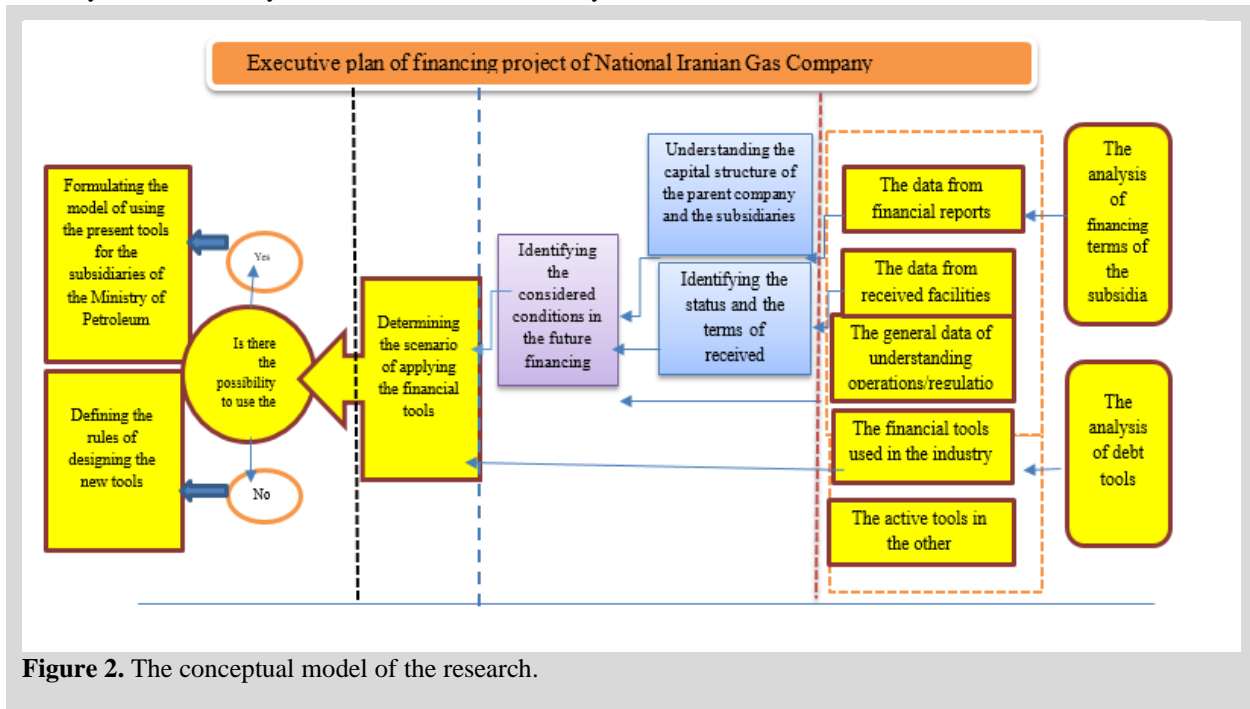 Executive plan of financing project of National Iranian Gas Company
Formulating the
model of using
the present tools
for the
subsidiaries of
the Ministry of
Petroleum
Defining the
rules of
designing the
new tools
Yes
Is there
the
possibility
to use the
No
Determining
the scenario
of applying
the financial
tools
Identifying
the
considered
conditions in
the future
financing
Understanding the
capital structure of
the parent company
and the subsidiaries
Identifying the
status and the
terms of
received
The data from
financial reports
The data from
received facilities
The general data of
understanding
operations/regulatio
The financial tools
used in the industry
The active tools in
the other
The
analysis
of
financing
terms of
the
subsidia
The
analysis
of debt
tools
Figure 2. The conceptual model of the research.